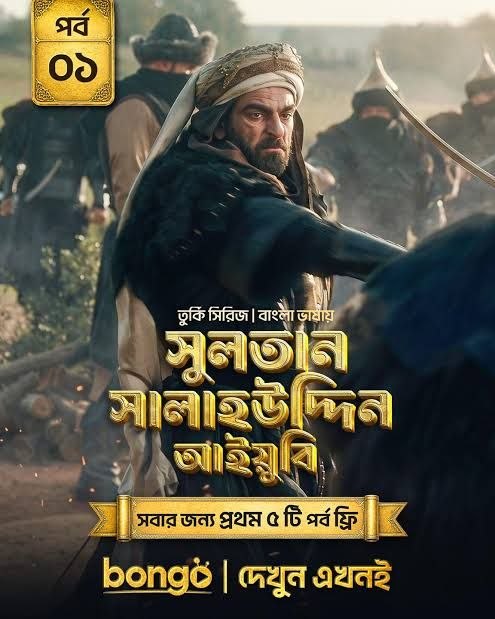 পর্ব
০১
তুর্কি সিরিজ | বাংলা ভাষায়
সুলতান
সালাহউদ্দিন
আইয়ুবি
সবার জন্য প্রথম ৫ টি পর্ব ফ্রি
bongo | দেখুন এখনই